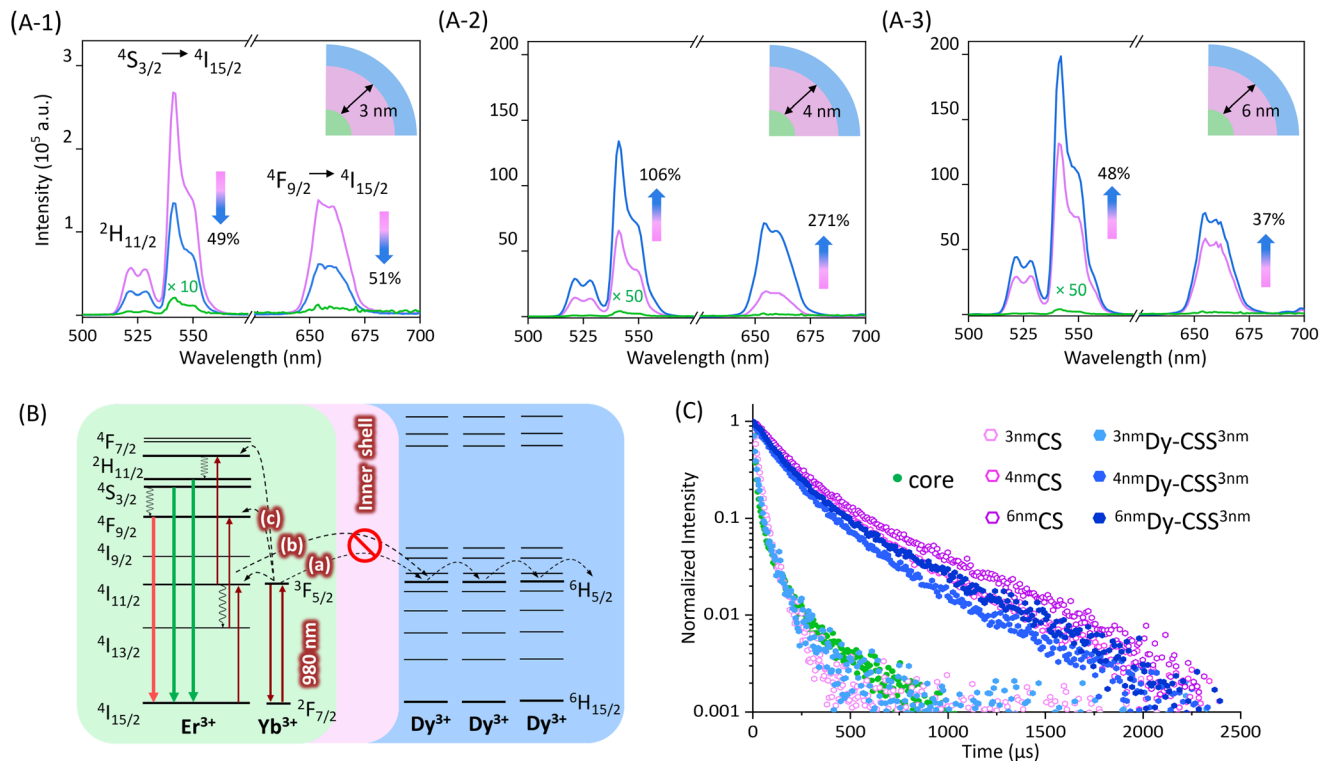 (A-1)
⁴S₃/₂ → ⁴I₁₅/₂
3 nm
⁴F₉/₂ → ⁴I₁₅/₂
²H₁₁/₂
49%
51%
× 10
3
2
1
0
Intensity (10⁵ a.u.)
500 550 650 700
Wavelength (nm)
(A-2)
200
150
100
50
4 nm
106%
271%
× 50
500 550 650 700
Wavelength (nm)
(A-3)
200
150
100
50
6 nm
48%
37%
× 50
500 550 650 700
Wavelength (nm)
(B)
Inner shell
⁴F₇/₂
²H₁₁/₂
⁴S₃/₂
⁴F₉/₂
⁴I₉/₂
⁴I₁₁/₂
⁴I₁₃/₂
⁴I₁₅/₂
(c)
(b)
(a)
³F₅/₂
980 nm
²F₇/₂
⁶H₅/₂
⁶H₁₅/₂
Er³⁺ Yb³⁺ Dy³⁺ Dy³⁺ Dy³⁺
(C)
1
0.1
0.01
0.001
Normalized Intensity
core
³ⁿᵐCS ³ⁿᵐDy-CSS³ⁿᵐ
⁴ⁿᵐCS ⁴ⁿᵐDy-CSS³ⁿᵐ
⁶ⁿᵐCS ⁶ⁿᵐDy-CSS³ⁿᵐ
0 500 1000 1500 2000 2500
Time (µs)